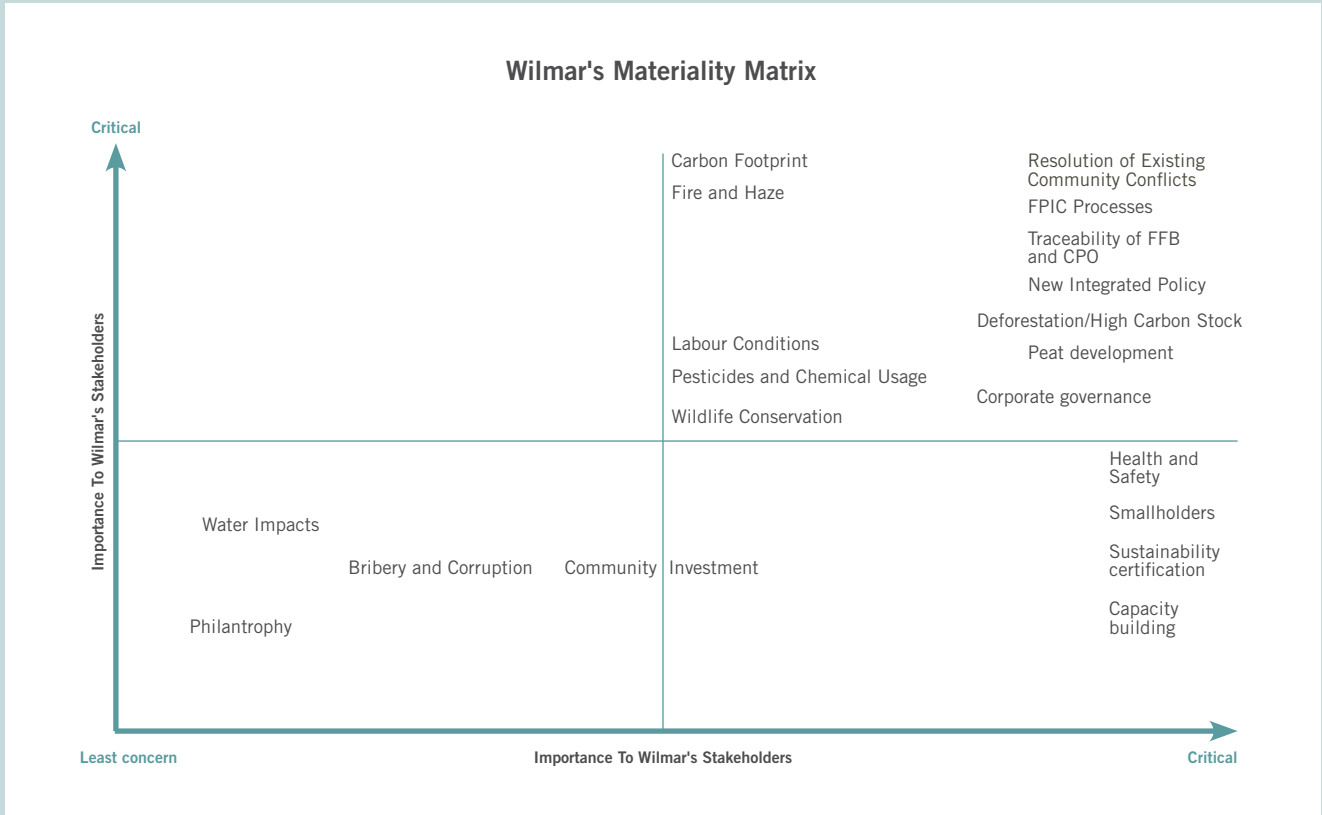 Wilmar's Materiality Matrix
Critical
Importance To Wilmar's Stakeholders
Carbon Footprint
Fire and Haze
Resolution of Existing
Community Conflicts
FPIC Processes
Traceability of FFB
and CPO
New Integrated Policy
Deforestation/High Carbon Stock
Peat development
Corporate governance
Labour Conditions
Pesticides and Chemical Usage
Wildlife Conservation
Water Impacts
Bribery and Corruption
Community Investment
Philantrophy
Health and
Safety
Smallholders
Sustainability
certification
Capacity
building
Least concern
Importance To Wilmar's Stakeholders
Critical